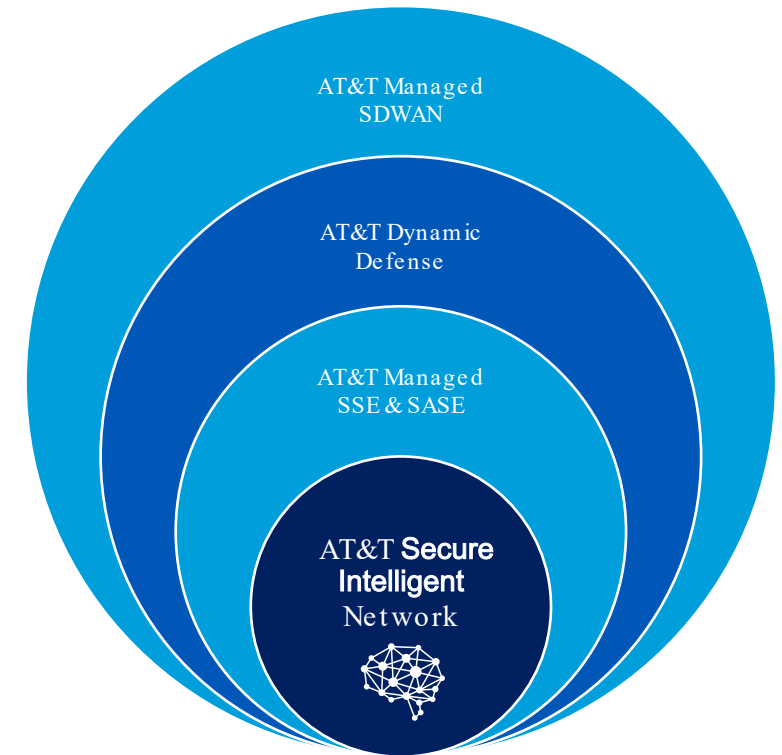 AT&T Managed
SDWAN
AT&T Dynamic
Defense
AT&T Managed
SSE & SASE
AT&T Secure
Intelligent
Network